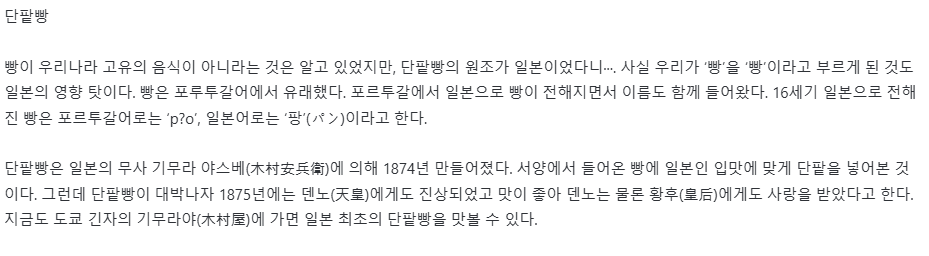 단팥빵
빵이 우리나라 고유의 음식이 아니라는 것은 알고 있었지만, 단팥빵의 원조가 일본이었다니···. 사실 우리가 ‘빵’을 ‘빵’이라고 부르게 된 것도
일본의 영향 탓이다. 빵은 포루투갈어에서 유래했다. 포르투갈에서 일본으로 빵이 전해지면서 이름도 함께 들어왔다. 16세기 일본으로 전해
진 빵은 포르투갈어로는 ‘p?o’, 일본어로는 ‘팡’(パン)이라고 한다.
단팥빵은 일본의 무사 기무라 야스베(木村安兵衛)에 의해 1874년 만들어졌다. 서양에서 들어온 빵에 일본인 입맛에 맞게 단팥을 넣어본 것
이다. 그런데 단팥빵이 대박나자 1875년에는 덴노(天皇)에게도 진상되었고 맛이 좋아 덴노는 물론 황후(皇后)에게도 사랑을 받았다고 한다.
지금도 도쿄 긴자의 기무라야(木村屋)에 가면 일본 최초의 단팥빵을 맛볼 수 있다.